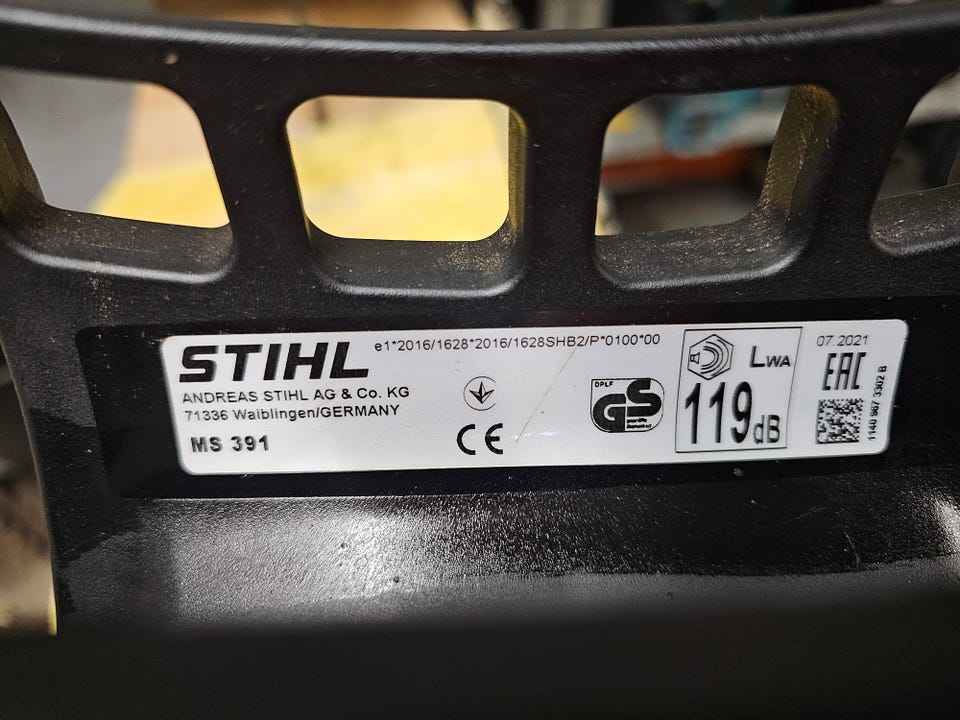 STIHL
e1*2016/1628*2016/1628SHB2/P*0100*00
ANDREAS STIHL AG & Co. KG
71336 Waiblingen/GERMANY
MS 391
CE
DPLF
GS
LWA
119dB
07.2021
EAC
1140 967 3302 B